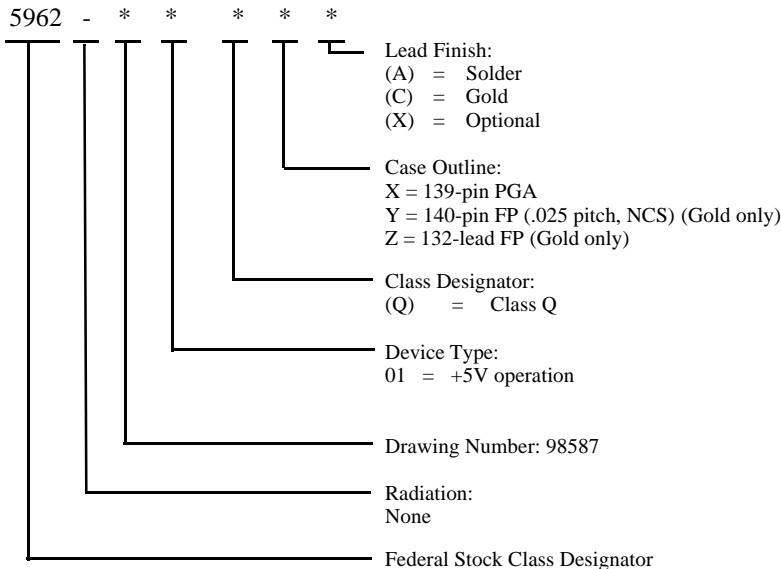 5962 - * * * * *
Lead Finish:
(A) = Solder
(C) = Gold
(X) = Optional
Case Outline:
X = 139-pin PGA
Y = 140-pin FP (.025 pitch, NCS) (Gold only)
Z = 132-lead FP (Gold only)
Class Designator:
(Q) = Class Q
Device Type:
01 = +5V operation
Drawing Number: 98587
Radiation:
None
Federal Stock Class Designator